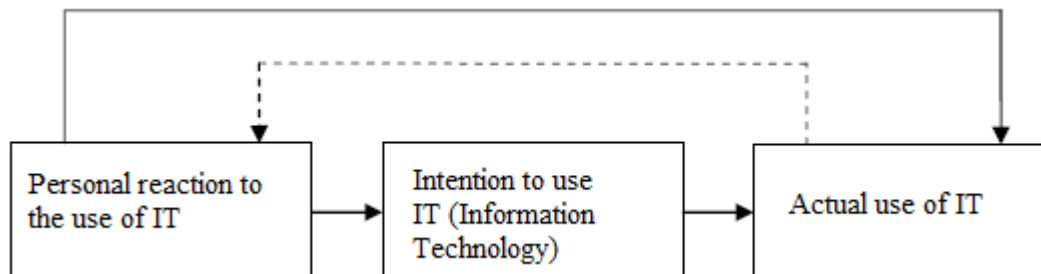 Personal reaction to
the use of IT
Intention to use
IT (Information
Technology)
Actual use of IT